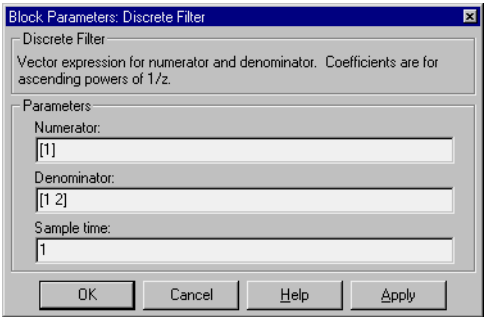 Block Parameters: Discrete Filter
Discrete Filter
Vector expression for numerator and denominator.  Coefficients are for
ascending powers of 1/z.
Parameters
Numerator:
[1]
Denominator:
[1 2]
Sample time:
1
OK Cancel Help Apply